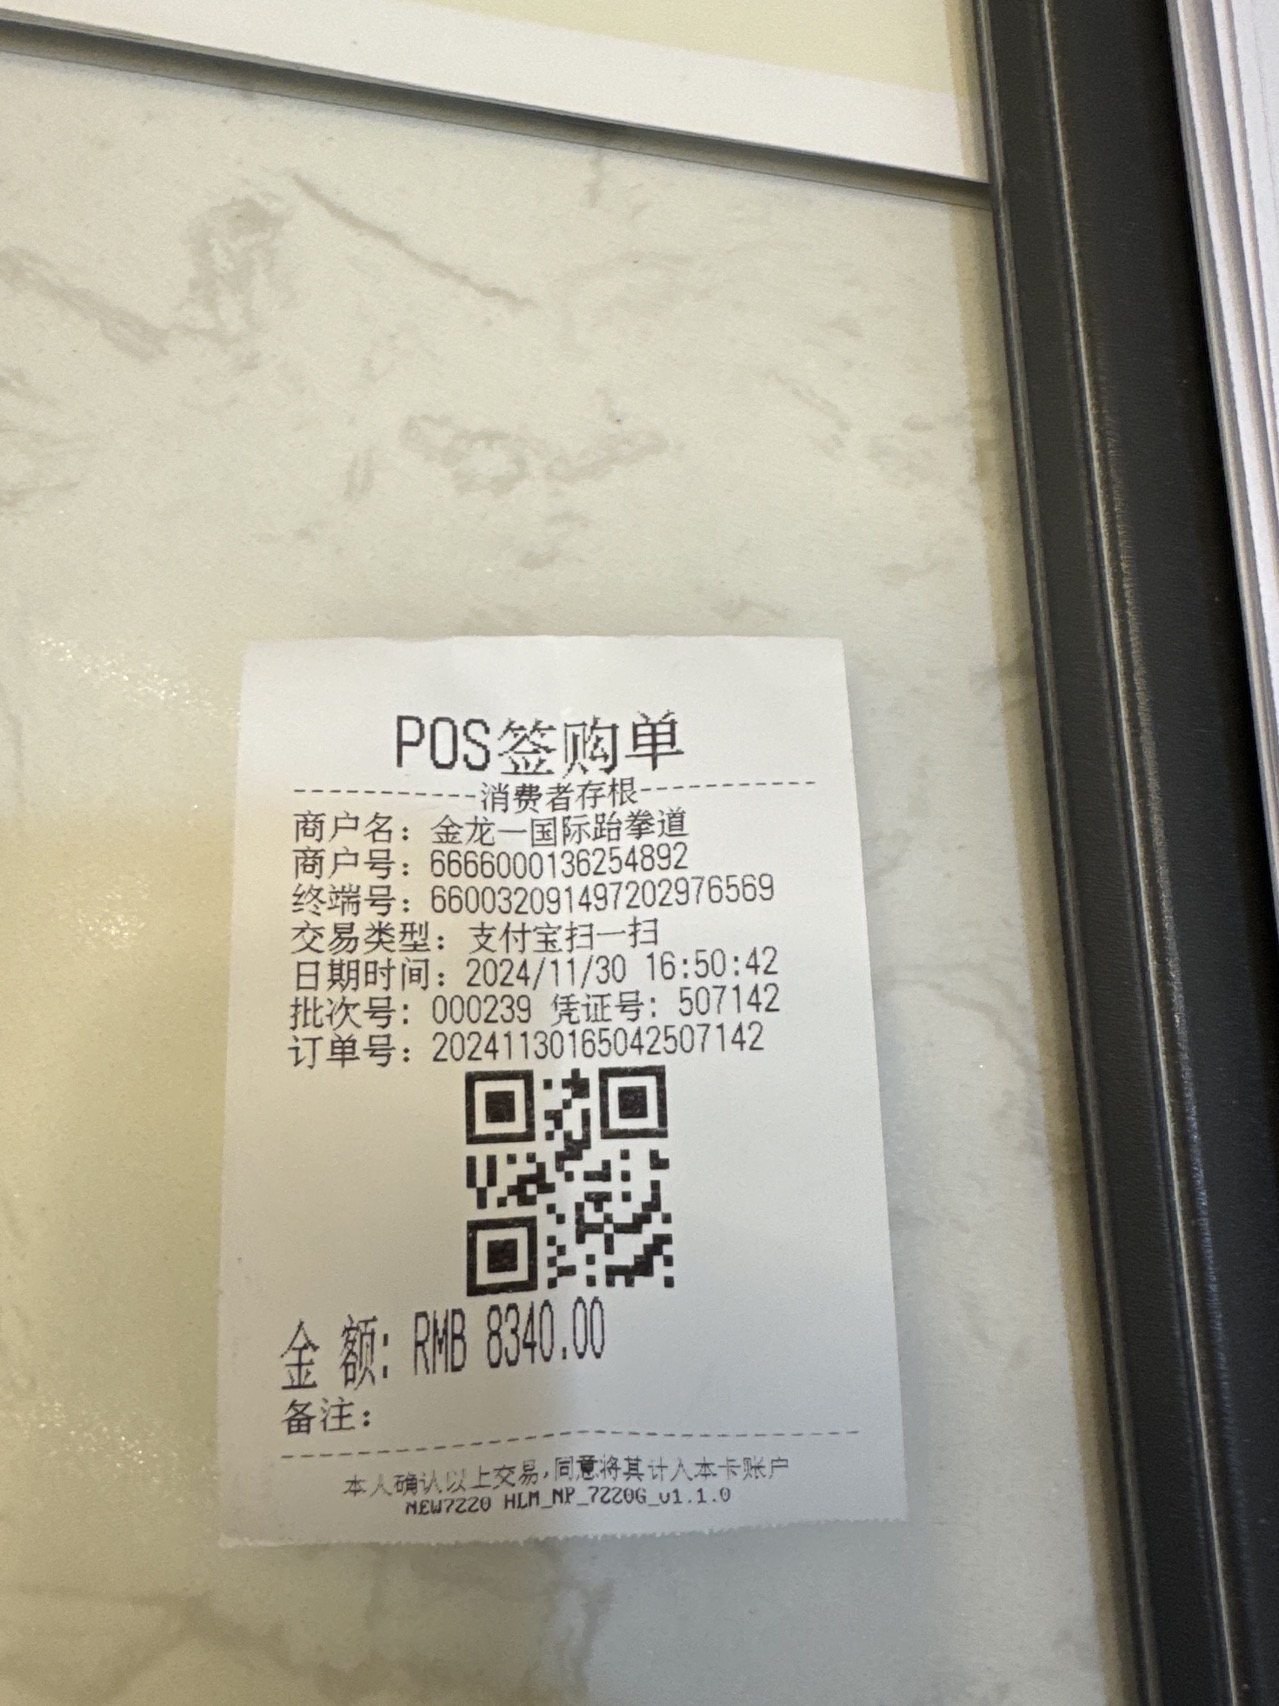 POS签购单
-----------消费者存根-----------
商户名: 金龙一国际跆拳道
商户号: 6666000136254892
终端号: 660032091497202976569
交易类型: 支付宝扫一扫
日期时间: 2024/11/30 16:50:42
批次号: 000239 凭证号: 507142
订单号: 20241130165042507142
金 额: RMB 8340.00
备注:
本人确认以上交易,同意将其计入本卡账户
NEW7220 HLM_NP_7220G_v1.1.0